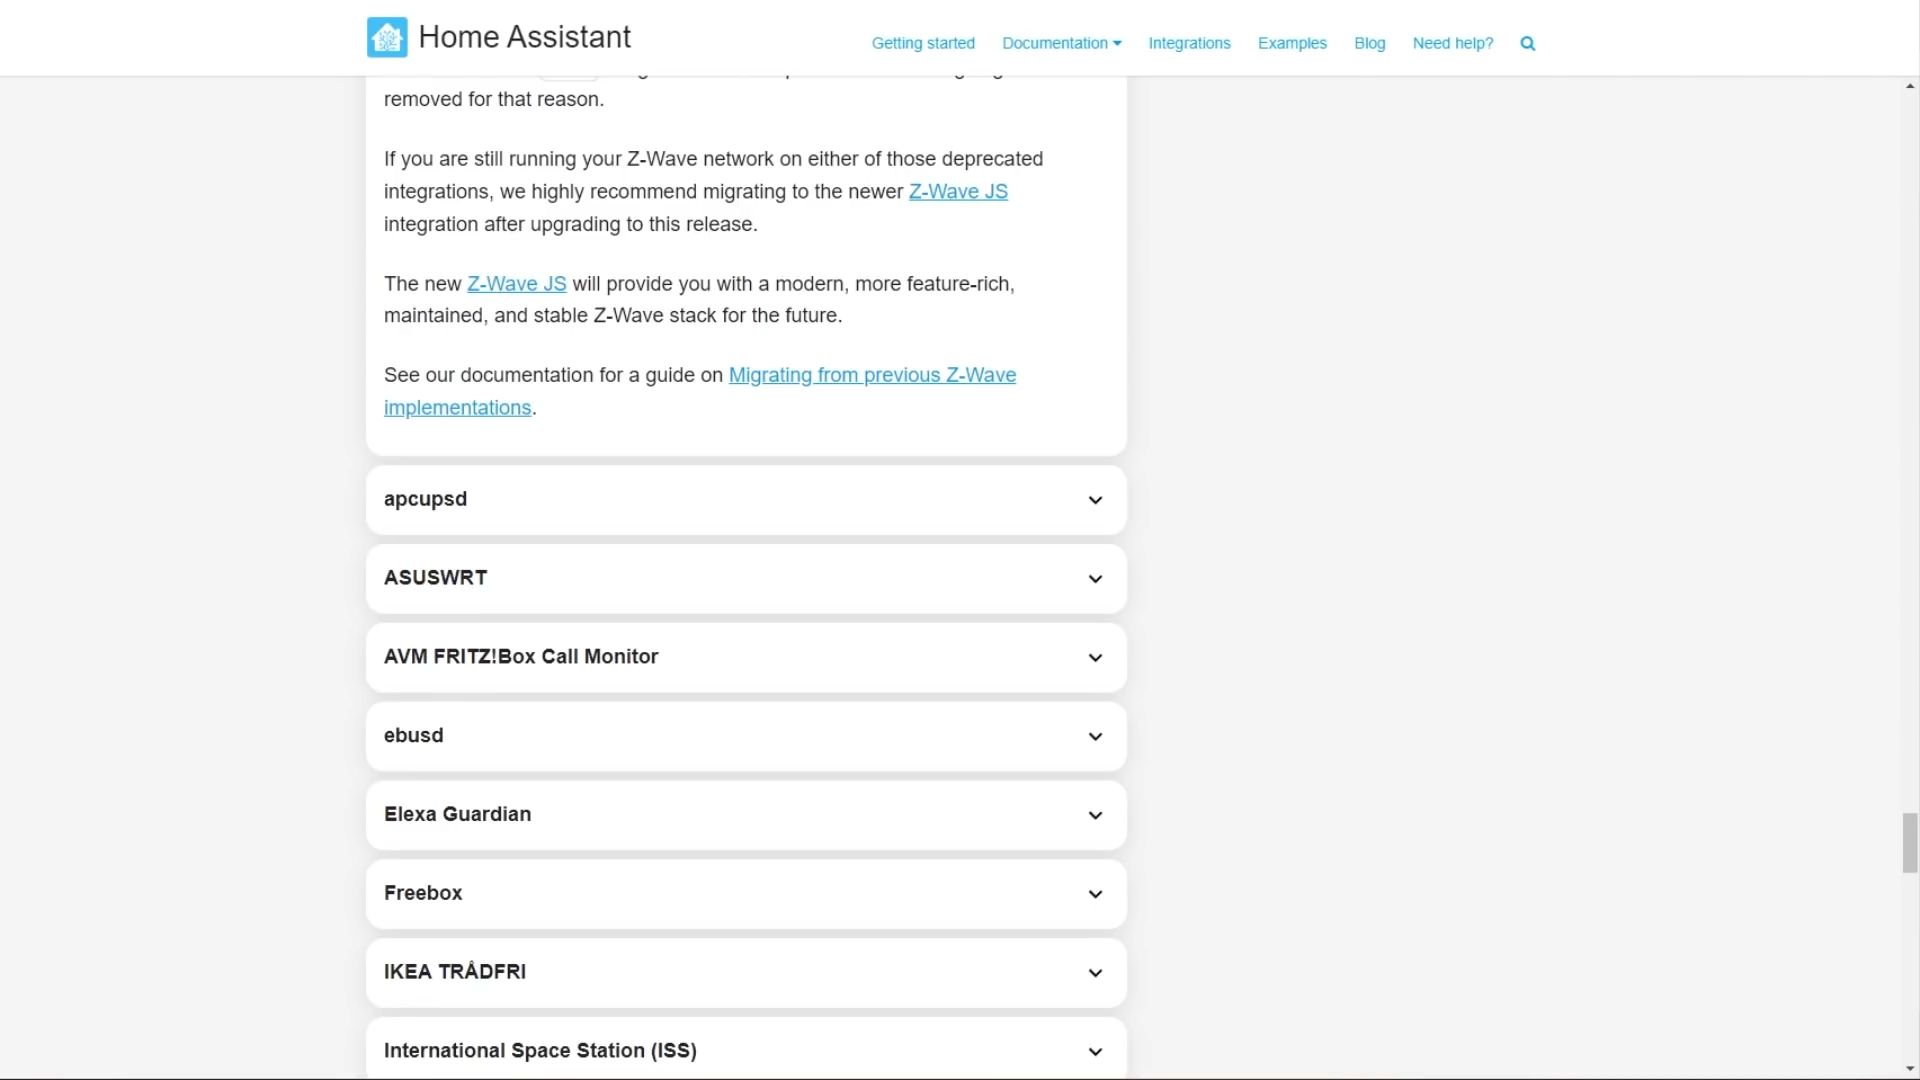 Home Assistant
Getting started Documentation Integrations Examples Blog Need help?
removed for that reason.
If you are still running your Z-Wave network on either of those deprecated
integrations, we highly recommend migrating to the newer Z-Wave JS
integration after upgrading to this release.
The new Z-Wave JS will provide you with a modern, more feature-rich,
maintained, and stable Z-Wave stack for the future.
See our documentation for a guide on Migrating from previous Z-Wave
implementations.
apcupsd
ASUSWRT
AVM FRITZ!Box Call Monitor
ebusd
Elexa Guardian
Freebox
IKEA TRÅDFRI
International Space Station (ISS)